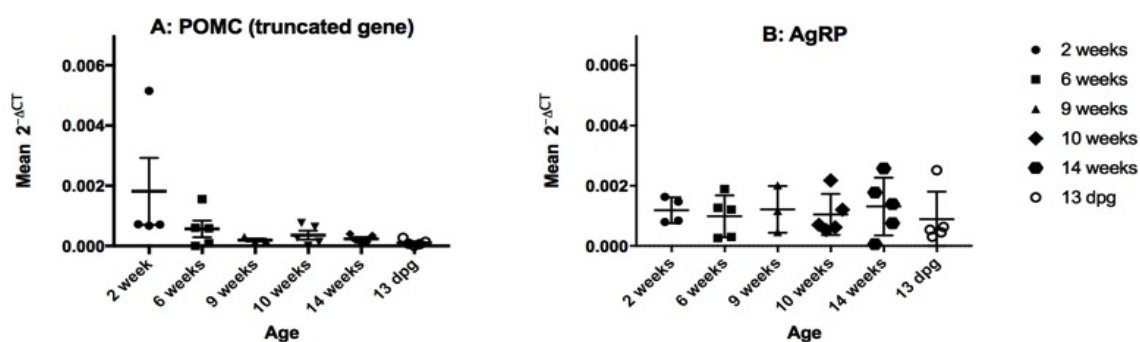 A: POMC (truncated gene)
Mean 2^-ΔCT
0.006
0.004
0.002
0.000
2 week
6 weeks
9 weeks
10 weeks
14 weeks
13 dpg
Age
B: AgRP
Mean 2^-ΔCT
0.006
0.004
0.002
0.000
2 weeks
6 weeks
9 weeks
10 weeks
14 weeks
13 dpg
Age
2 weeks
6 weeks
9 weeks
10 weeks
14 weeks
13 dpg